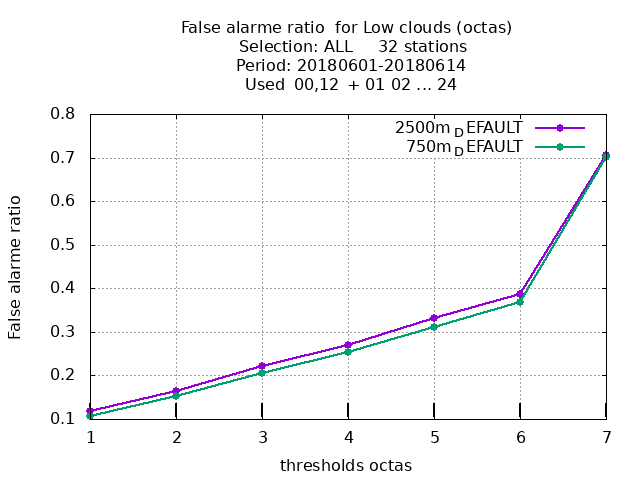 False alarme ratio  for Low clouds (octas)
Selection: ALL     32 stations
Period: 20180601-20180614
Used  00,12  + 01 02 ... 24
0.8
0.7
0.6
0.5
0.4
0.3
0.2
0.1
False alarme ratio
2500m_DEFAULT
750m_DEFAULT
1 2 3 4 5 6 7
thresholds octas